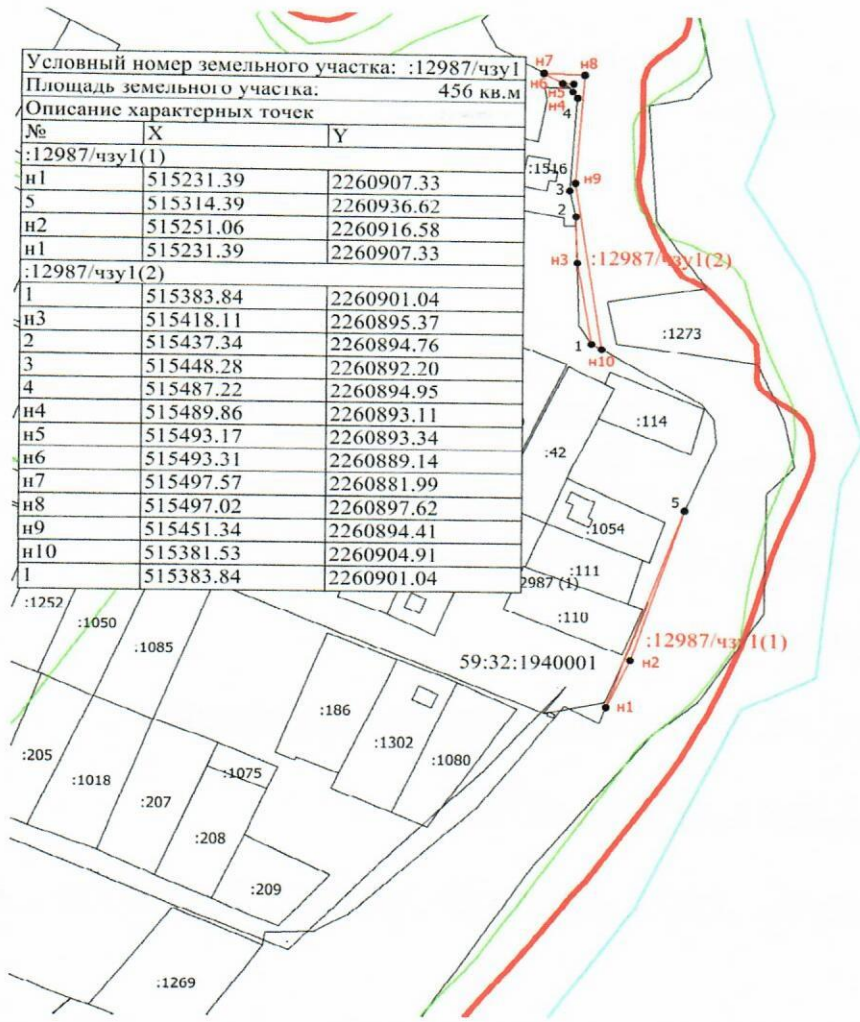 Условный номер земельного участка: :12987/чзу1
Площадь земельного участка: 456 кв.м
Описание характерных точек
№ X Y
:12987/чзу1(1)
н1 515231.39 2260907.33
5 515314.39 2260936.62
н2 515251.06 2260916.58
н1 515231.39 2260907.33
:12987/чзу1(2)
1 515383.84 2260901.04
н3 515418.11 2260895.37
2 515437.34 2260894.76
3 515448.28 2260892.20
4 515487.22 2260894.95
н4 515489.86 2260893.11
н5 515493.17 2260893.34
н6 515493.31 2260889.14
н7 515497.57 2260881.99
н8 515497.02 2260897.62
н9 515451.34 2260894.41
н10 515381.53 2260904.91
1 515383.84 2260901.04
н7
н8
н6
н5
н4
4
:1516
н9
3
2
н3
:12987/чзу1(2)
:1273
1
н10
:114
:42
5
:1054
:111
2987 (1)
:110
:1252
:1050
:1085
:12987/чзу1(1)
59:32:1940001
н2
н1
:186
:1302
:205
:1080
:1018
:1075
:207
:208
:209
:1269